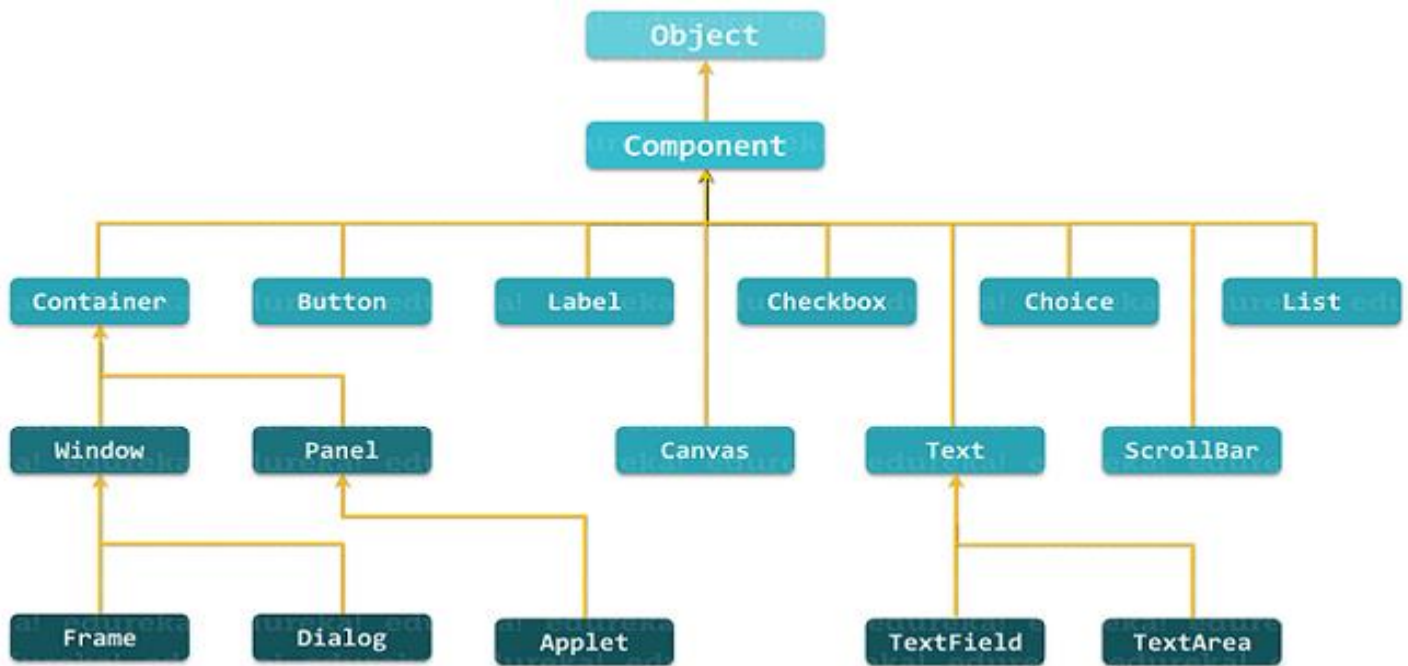 Object
Component
Container Button Label Checkbox Choice List
Window Panel Canvas Text ScrollBar
Frame Dialog Applet TextField TextArea